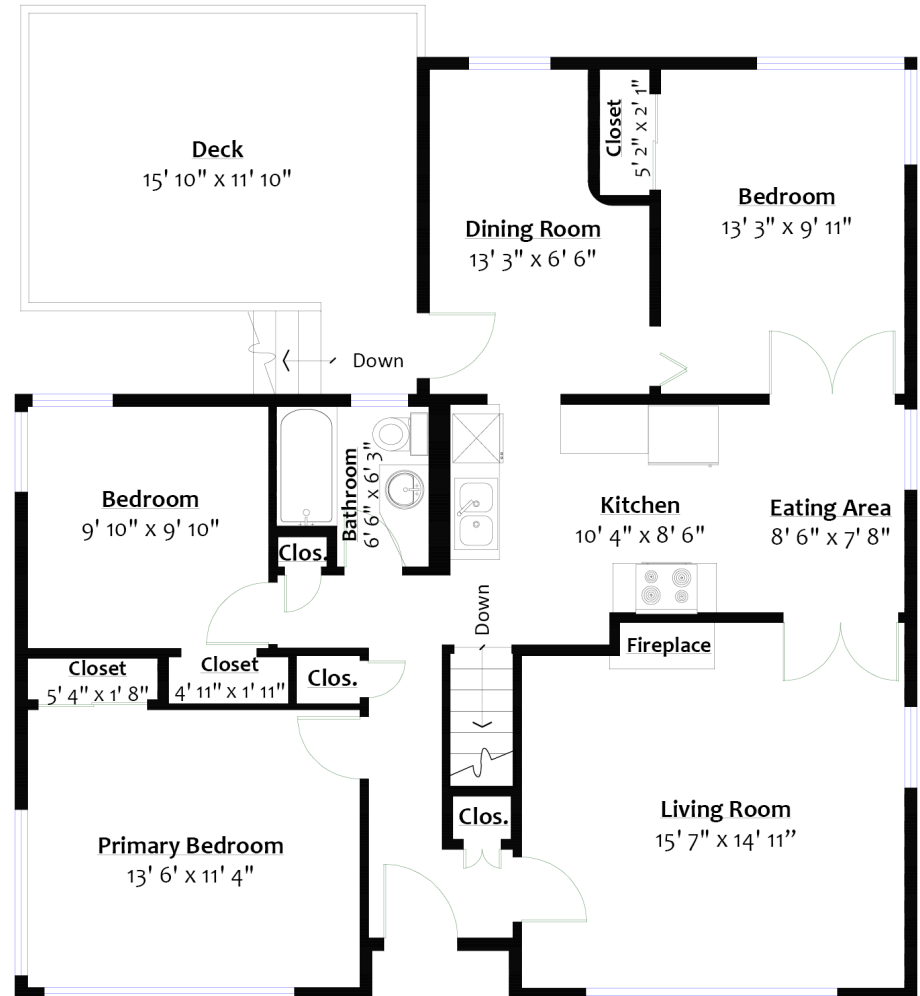 Deck
15' 10" x 11' 10"
Closet
5' 2" x 2' 1"
Bedroom
13' 3" x 9' 11"
Dining Room
13' 3" x 6' 6"
Down
Bedroom
9' 10" x 9' 10"
Bathroom
6' 6" x 6' 3"
Clos.
Kitchen
10' 4" x 8' 6"
Eating Area
8' 6" x 7' 8"
Down
Fireplace
Closet
5' 4" x 1' 8"
Closet
4' 11" x 1' 11"
Clos.
Clos.
Living Room
15' 7" x 14' 11”
Primary Bedroom
13' 6' x 11' 4"